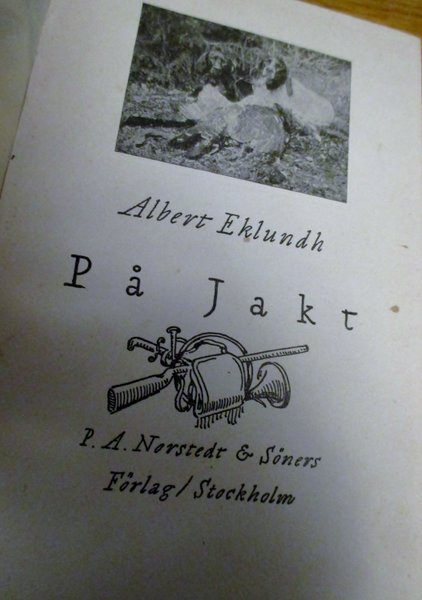 Albert Eklundh
På Jakt
P. A. Norstedt & Söners
Förlag / Stockholm